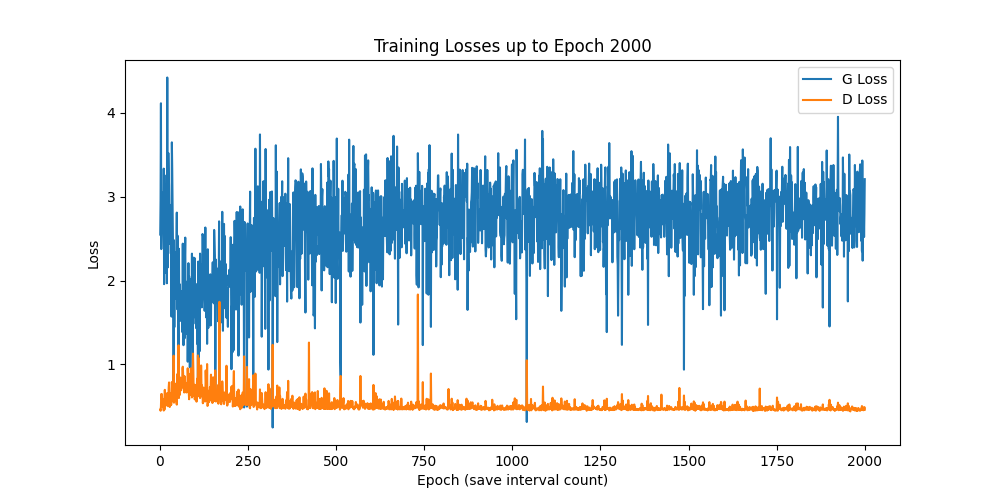 Training Losses up to Epoch 2000
G Loss
D Loss
Loss
4
3
2
1
0 250 500 750 1000 1250 1500 1750 2000
Epoch (save interval count)